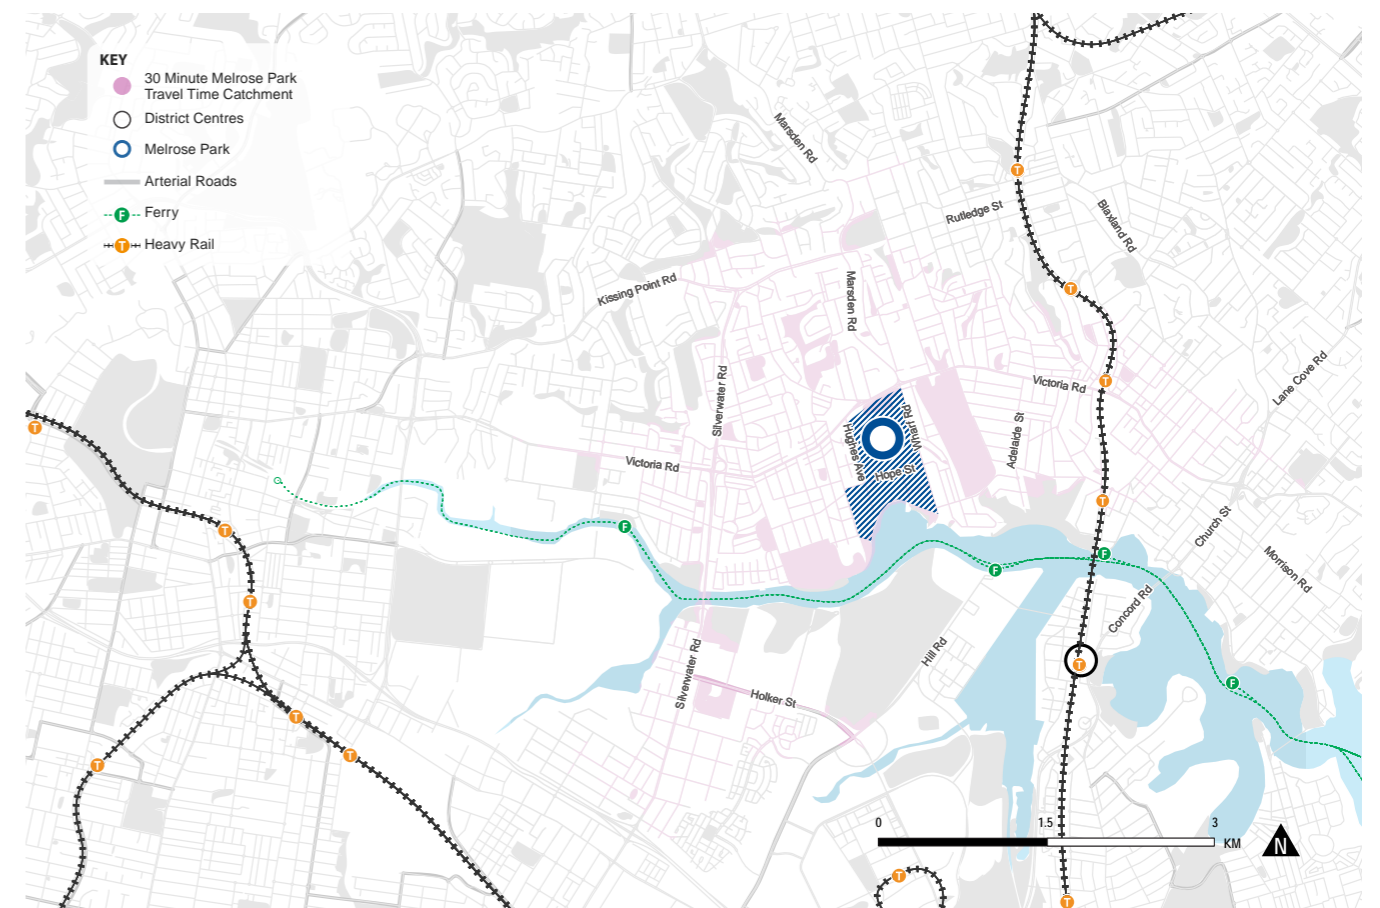 KEY
30 Minute Melrose Park
Travel Time Catchment
District Centres
Melrose Park
Arterial Roads
F Ferry
T Heavy Rail
Marsden Rd
T
Rutledge St
Blaxland Rd
Kissing Point Rd
Marsden Rd
T
Silverwater Rd
Victoria Rd
T
Lane Cove Rd
T
Wharf Rd
Hughes Ave
Adelaide St
Victoria Rd
Hope St
T
F
T
Church St
F
F
Morrison Rd
T
Concord Rd
Hill Rd
Silverwater Rd
T
F
Holker St
T
T
T
0 1.5 3
KM
N
T
T